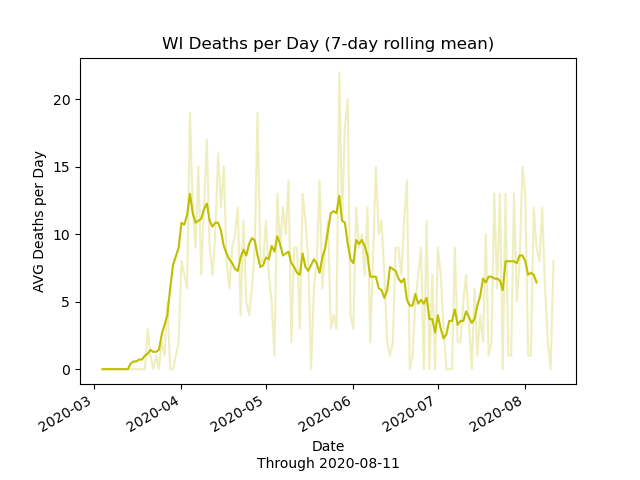 WI Deaths per Day (7-day rolling mean)
AVG Deaths per Day
20
15
10
5
0
2020-03
2020-04
2020-05
2020-06
2020-07
2020-08
Date
Through 2020-08-11